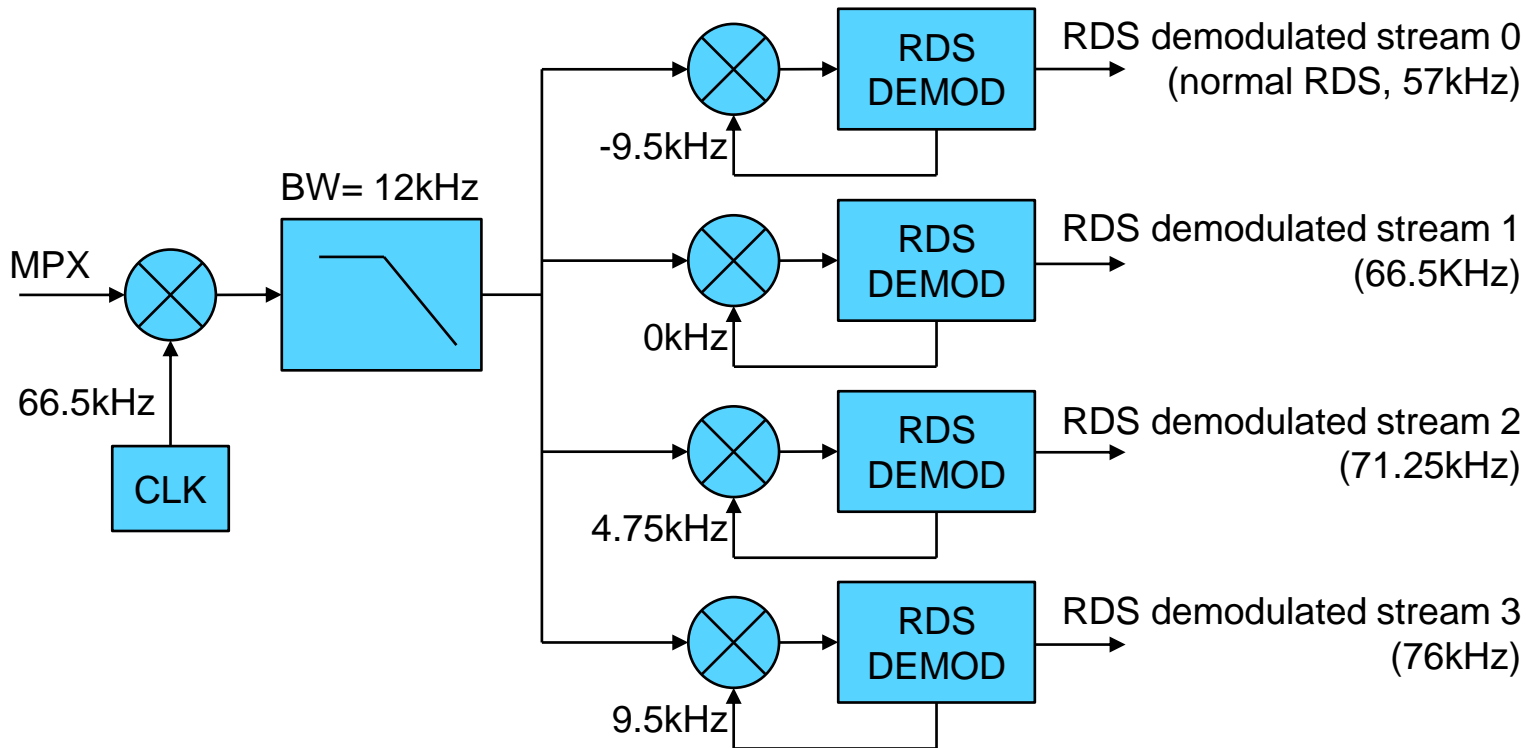 RDS
DEMOD
RDS demodulated stream 0
(normal RDS, 57kHz)
-9.5kHz
BW= 12kHz
MPX
66.5kHz
CLK
RDS
DEMOD
RDS demodulated stream 1
(66.5KHz)
0kHz
RDS
DEMOD
RDS demodulated stream 2
(71.25kHz)
4.75kHz
RDS
DEMOD
RDS demodulated stream 3
(76kHz)
9.5kHz